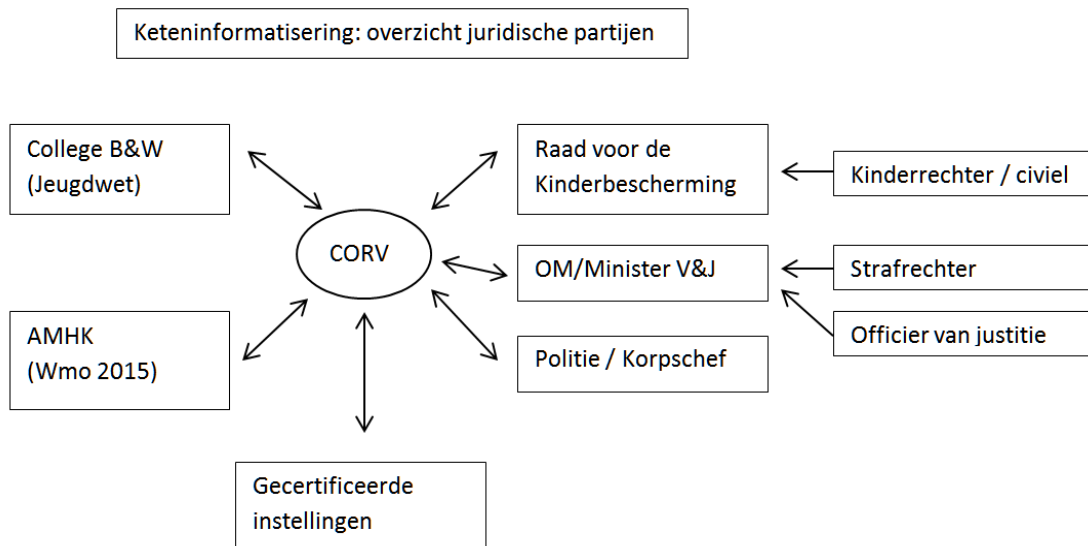 Keteninformatisering: overzicht juridische partijen
College B&W
(Jeugdwet)
Raad voor de
Kinderbescherming
Kinderrechter / civiel
CORV
OM/Minister V&J
Strafrechter
AMHK
(Wmo 2015)
Politie / Korpschef
Officier van justitie
Gecertificeerde
instellingen